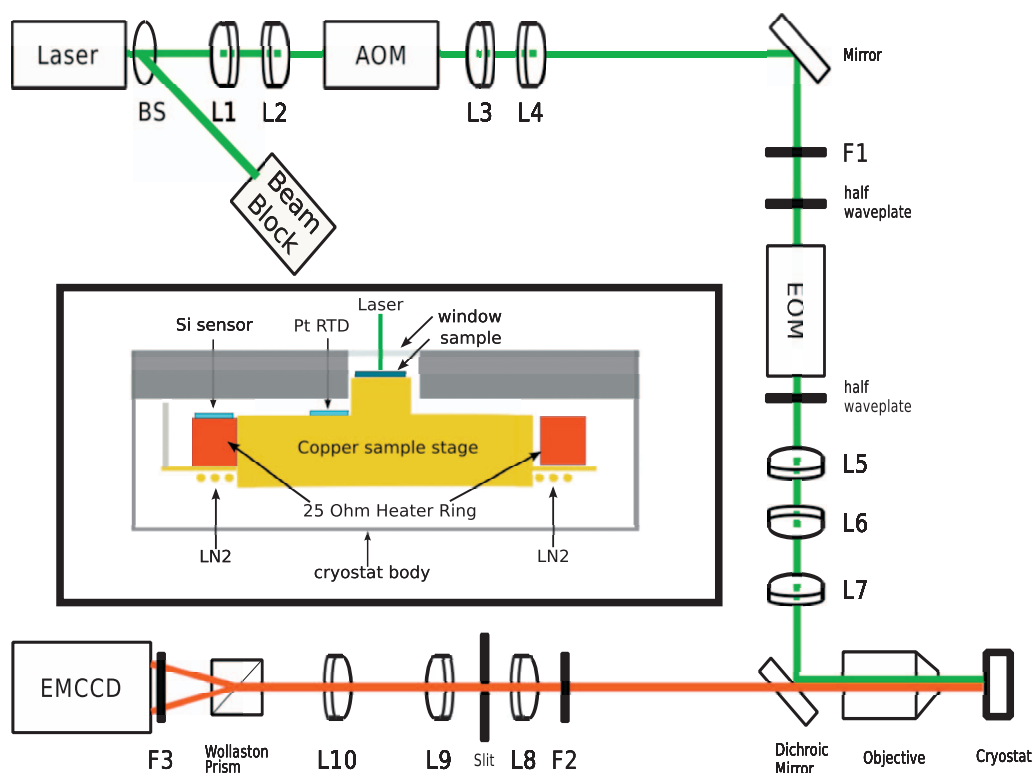 Laser
BS
L1
L2
AOM
L3
L4
Mirror
Beam
Block
F1
half
waveplate
EOM
half
waveplate
L5
L6
L7
Laser
Si sensor
Pt RTD
window
sample
Copper sample stage
25 Ohm Heater Ring
LN2
LN2
cryostat body
EMCCD
F3
Wollaston
Prism
L10
L9
Slit
L8
F2
Dichroic
Mirror
Objective
Cryostat